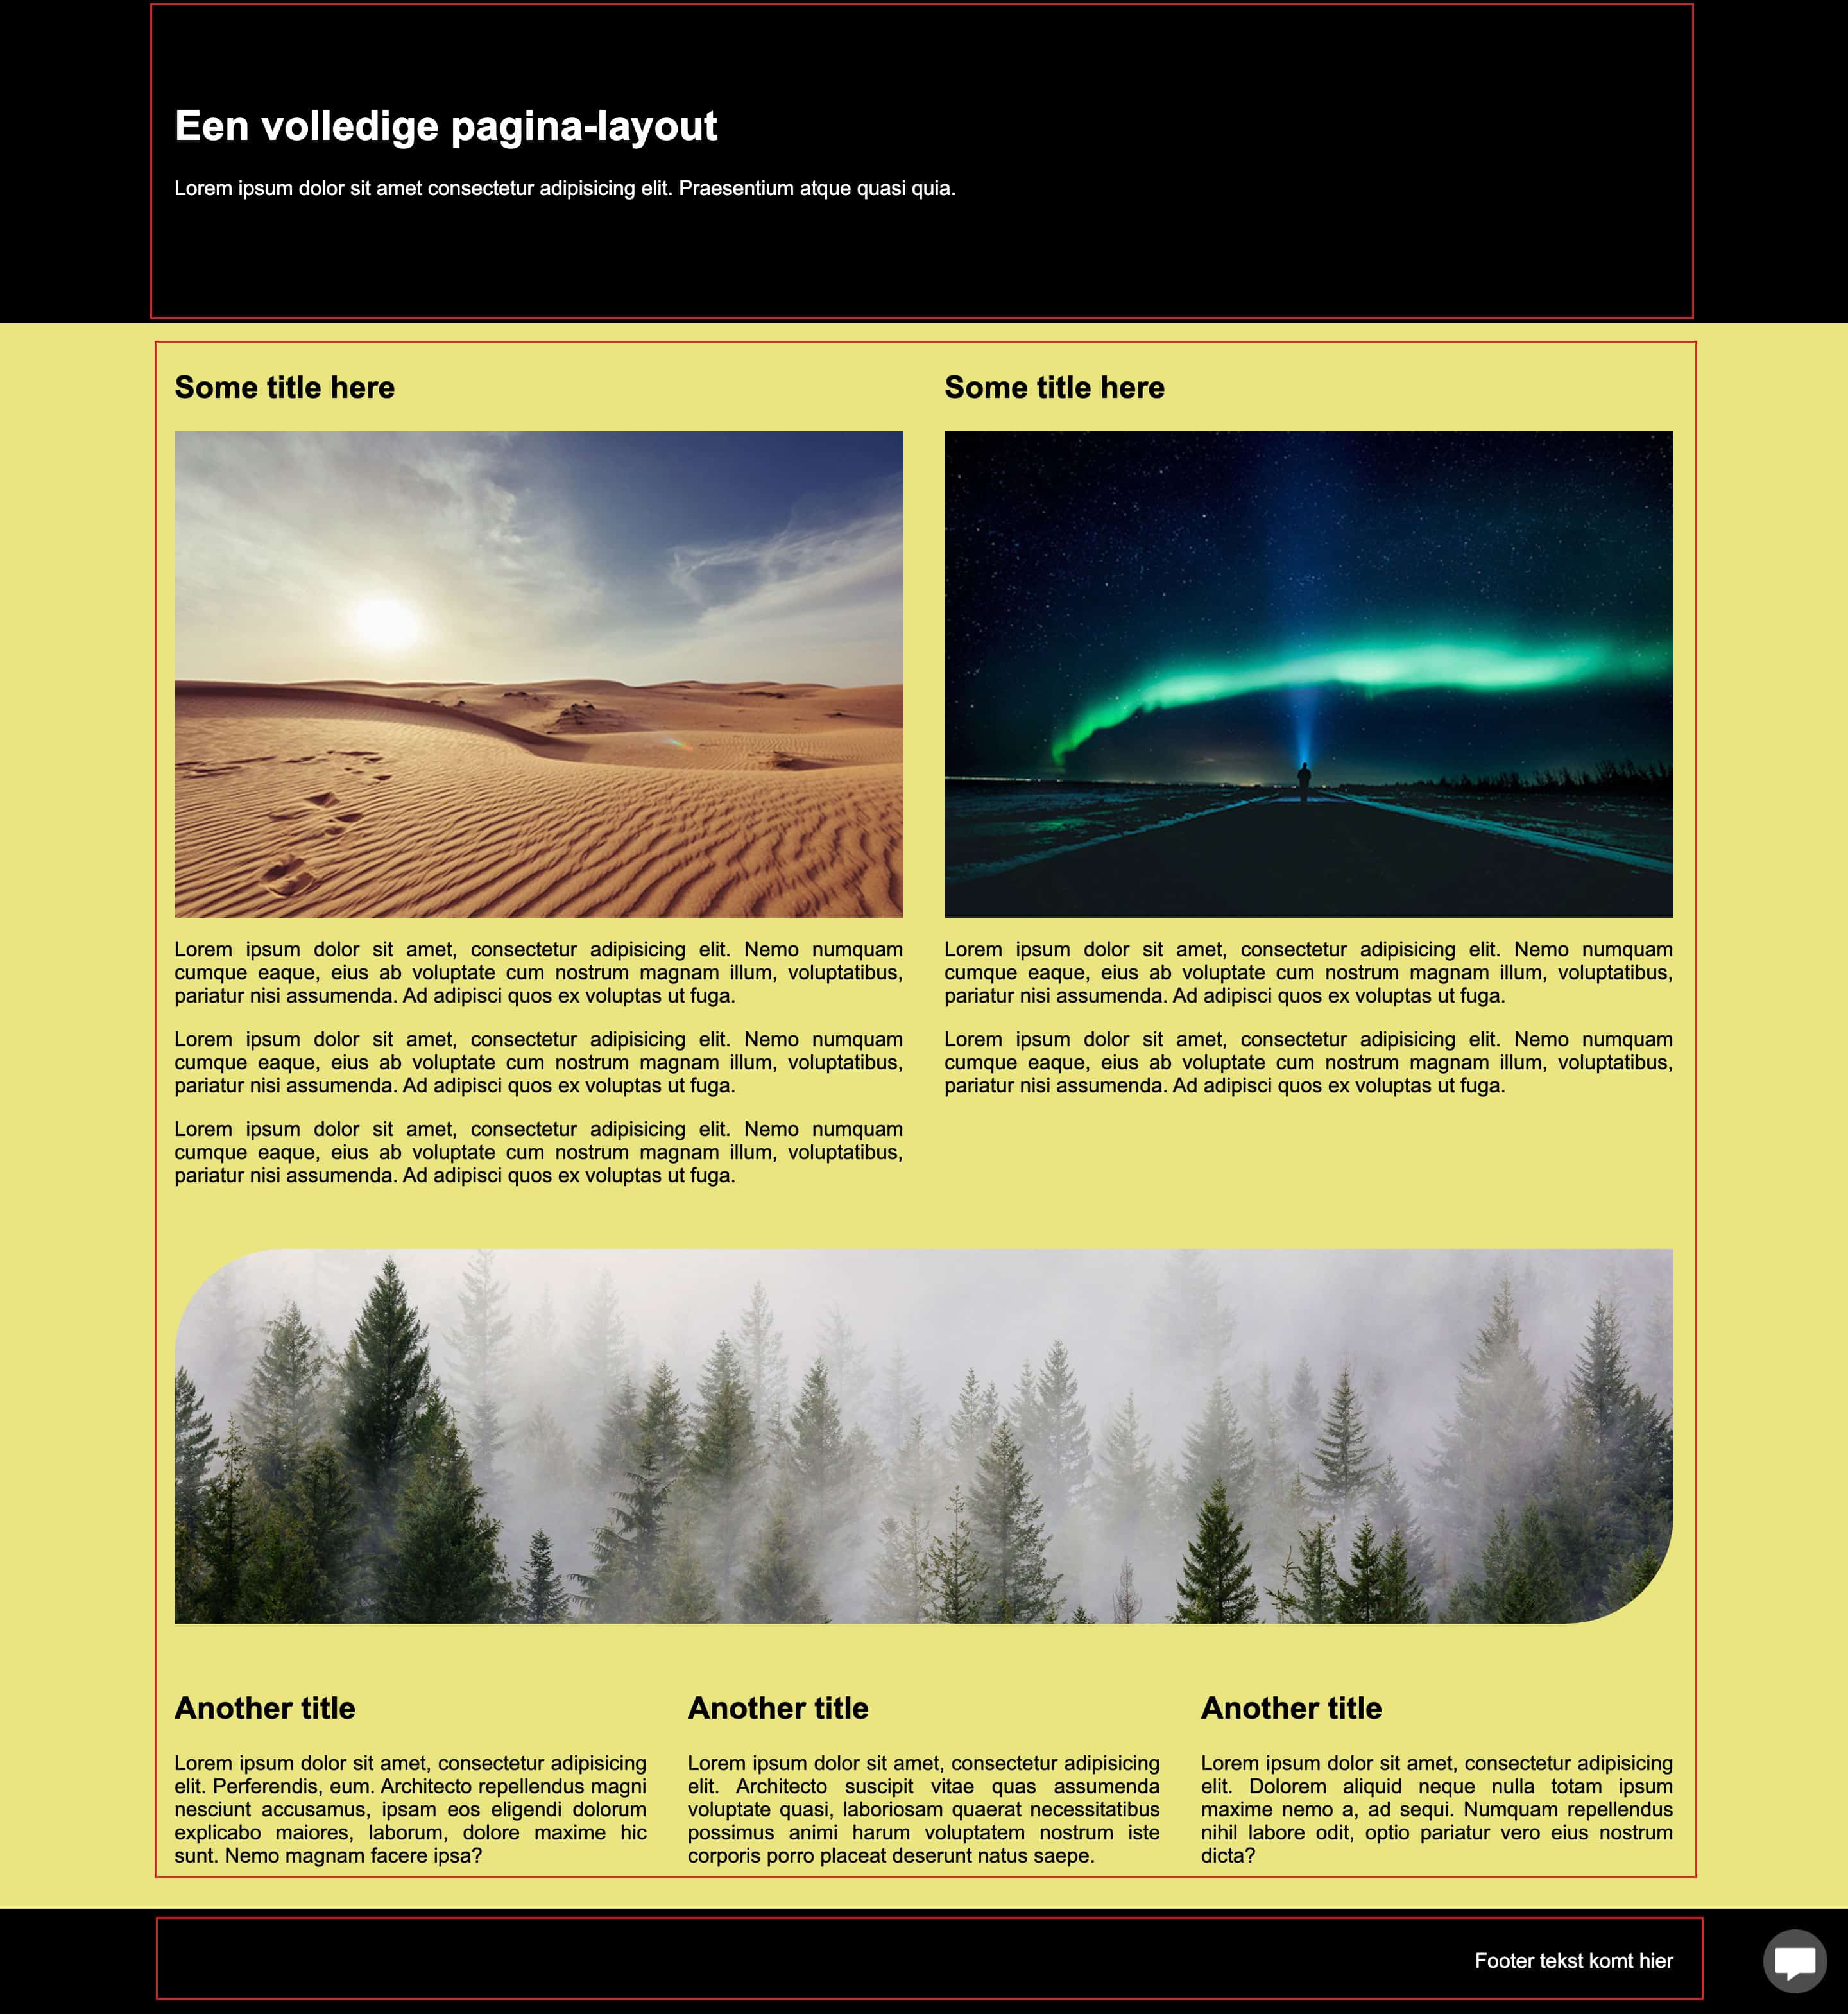 Een volledige pagina-layout
Lorem ipsum dolor sit amet consectetur adipisicing elit. Praesentium atque quasi quia.
Some title here
Lorem ipsum dolor sit amet, consectetur adipisicing elit. Nemo numquam
cumque eaque, eius ab voluptate cum nostrum magnam illum, voluptatibus,
pariatur nisi assumenda. Ad adipisci quos ex voluptas ut fuga.
Lorem ipsum dolor sit amet, consectetur adipisicing elit. Nemo numquam
cumque eaque, eius ab voluptate cum nostrum magnam illum, voluptatibus,
pariatur nisi assumenda. Ad adipisci quos ex voluptas ut fuga.
Lorem ipsum dolor sit amet, consectetur adipisicing elit. Nemo numquam
cumque eaque, eius ab voluptate cum nostrum magnam illum, voluptatibus,
pariatur nisi assumenda. Ad adipisci quos ex voluptas ut fuga.
Some title here
Lorem ipsum dolor sit amet, consectetur adipisicing elit. Nemo numquam
cumque eaque, eius ab voluptate cum nostrum magnam illum, voluptatibus,
pariatur nisi assumenda. Ad adipisci quos ex voluptas ut fuga.
Lorem ipsum dolor sit amet, consectetur adipisicing elit. Nemo numquam
cumque eaque, eius ab voluptate cum nostrum magnam illum, voluptatibus,
pariatur nisi assumenda. Ad adipisci quos ex voluptas ut fuga.
Another title
Lorem ipsum dolor sit amet, consectetur adipisicing
elit. Perferendis, eum. Architecto repellendus magni
nesciunt accusamus, ipsam eos eligendi dolorum
explicabo maiores, laborum, dolore maxime hic
sunt. Nemo magnam facere ipsa?
Another title
Lorem ipsum dolor sit amet, consectetur adipisicing
elit. Architecto suscipit vitae quas assumenda
voluptate quasi, laboriosam quaerat necessitatibus
possimus animi harum voluptatem nostrum iste
corporis porro placeat deserunt natus saepe.
Another title
Lorem ipsum dolor sit amet, consectetur adipisicing
elit. Dolorem aliquid neque nulla totam ipsum
maxime nemo a, ad sequi. Numquam repellendus
nihil labore odit, optio pariatur vero eius nostrum
dicta?
Footer tekst komt hier